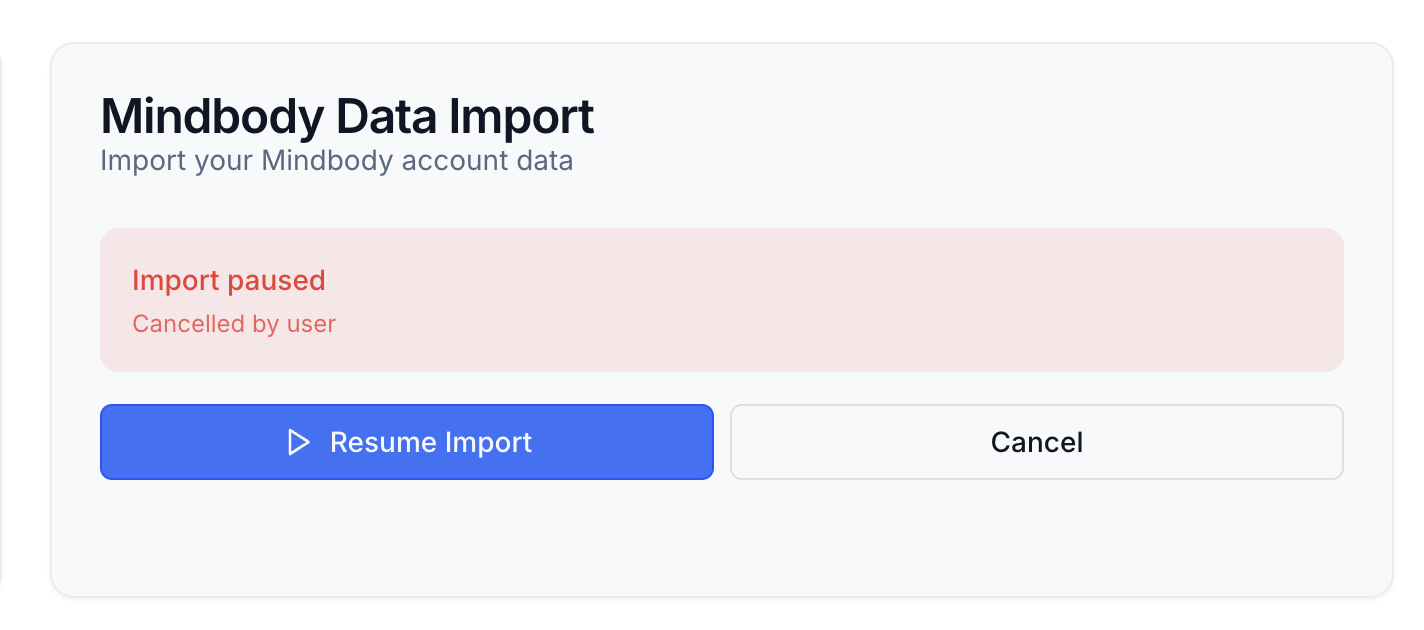 Mindbody Data Import
Import your Mindbody account data
Import paused
Cancelled by user
Resume Import
Cancel